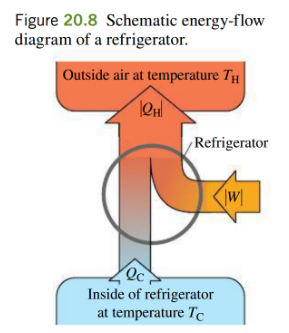 Figure 20.8 Schematic energy-flow
diagram of a refrigerator.
Outside air at temperature T_H
|Q_H|
Refrigerator
|W|
Q_C
Inside of refrigerator
at temperature T_C